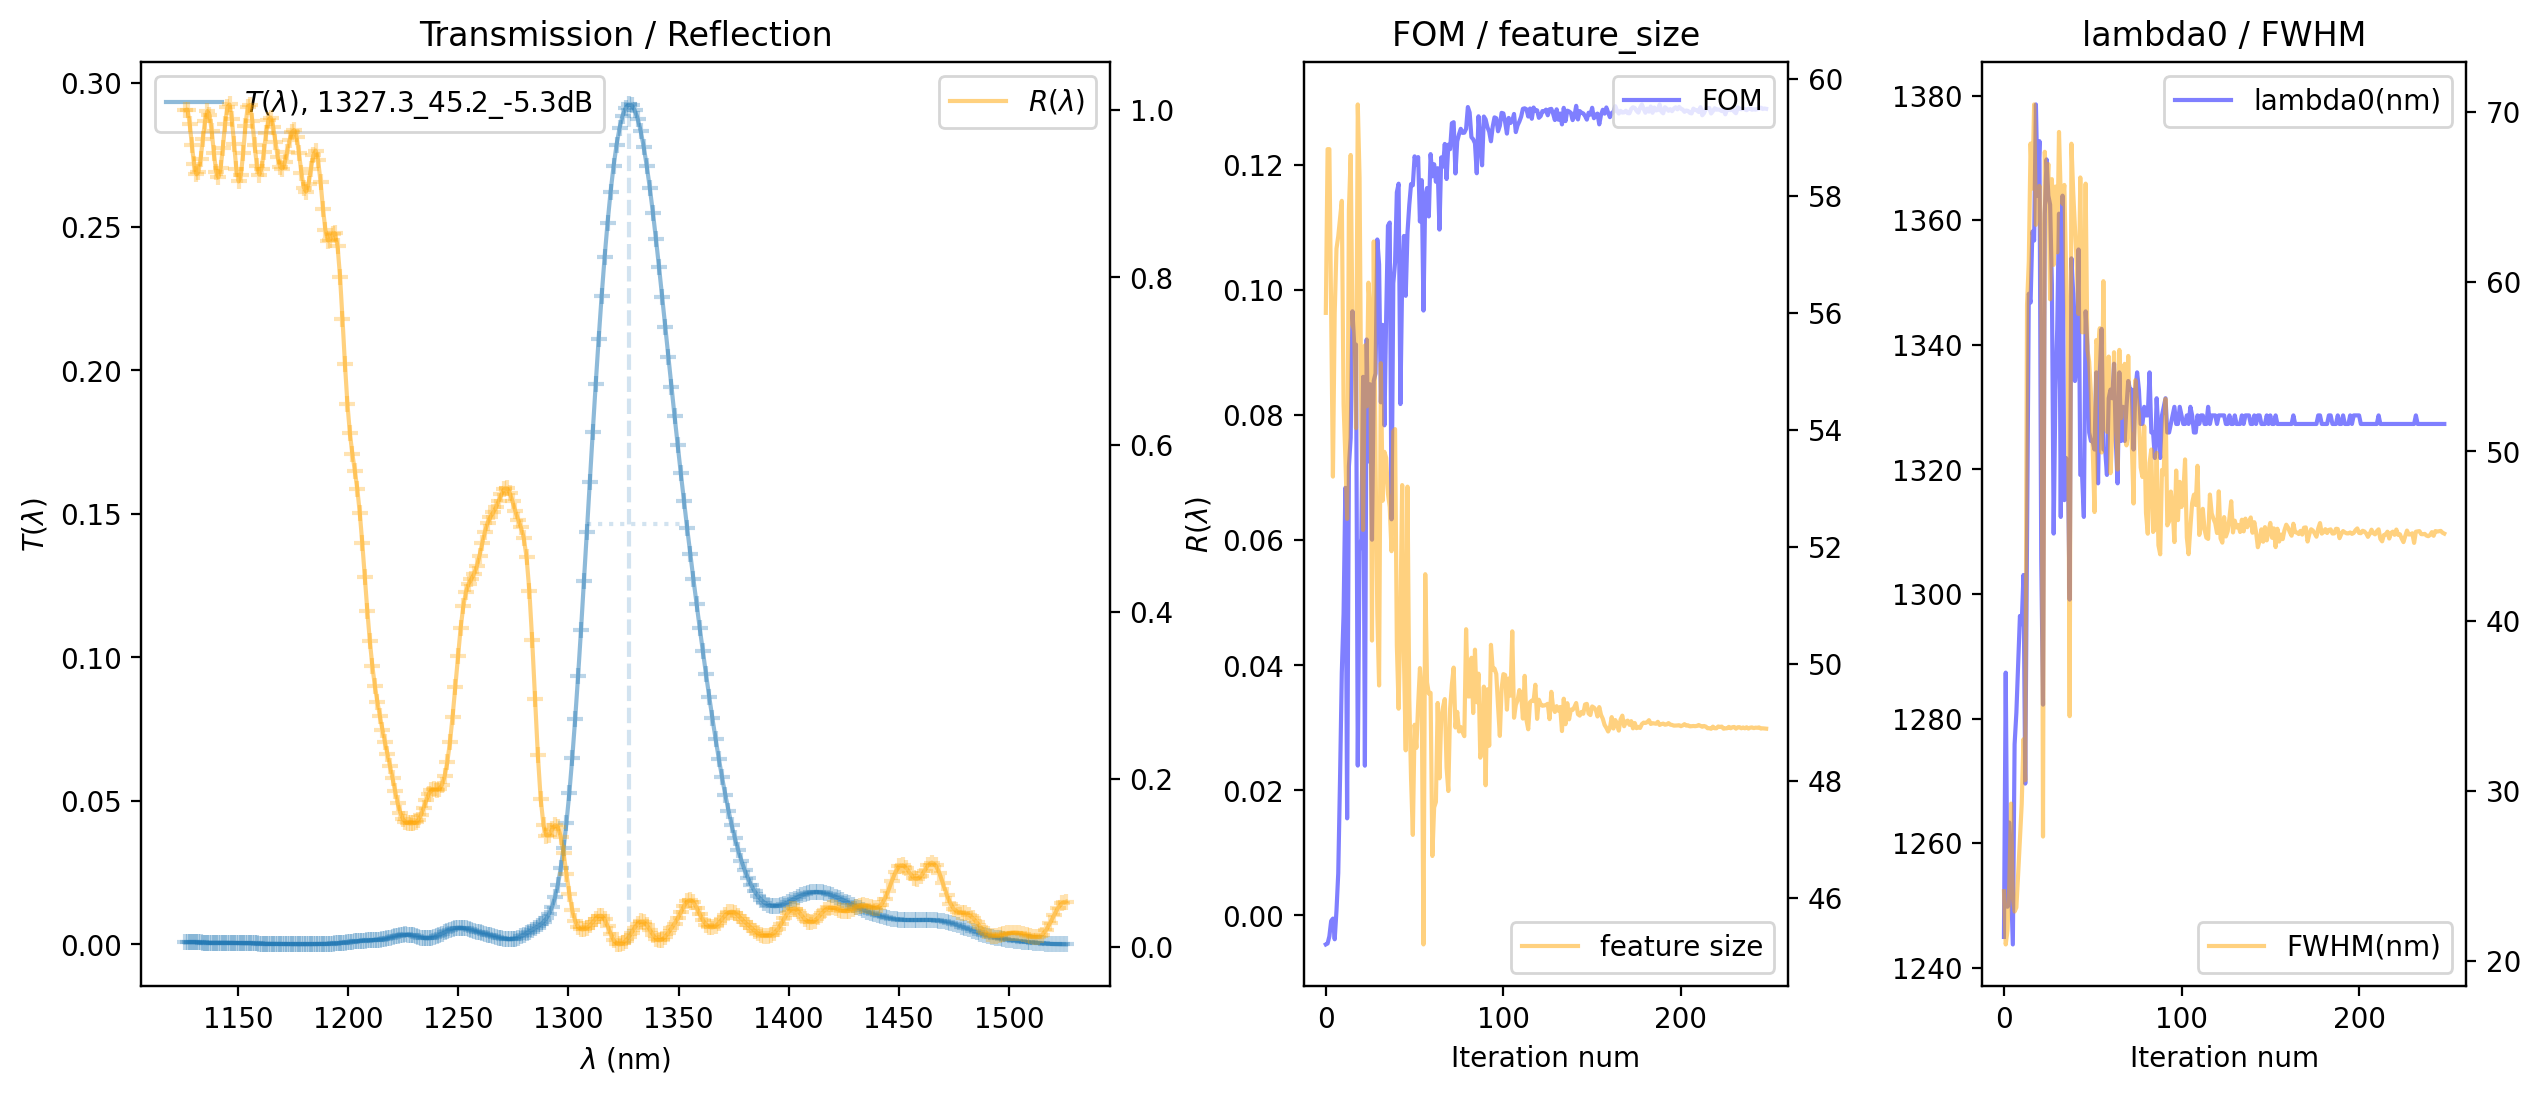 Transmission / Reflection
T(λ), 1327.3_45.2_-5.3dB
R(λ)
0.30
0.25
0.20
0.15
0.10
0.05
0.00
T(λ)
1.0
0.8
0.6
0.4
0.2
0.0
R(λ)
1150 1200 1250 1300 1350 1400 1450 1500
λ (nm)
FOM / feature_size
FOM
feature size
0.12
0.10
0.08
0.06
0.04
0.02
0.00
60
58
56
54
52
50
48
46
0 100 200
Iteration num
lambda0 / FWHM
lambda0(nm)
FWHM(nm)
1380
1360
1340
1320
1300
1280
1260
1240
70
60
50
40
30
20
0 100 200
Iteration num